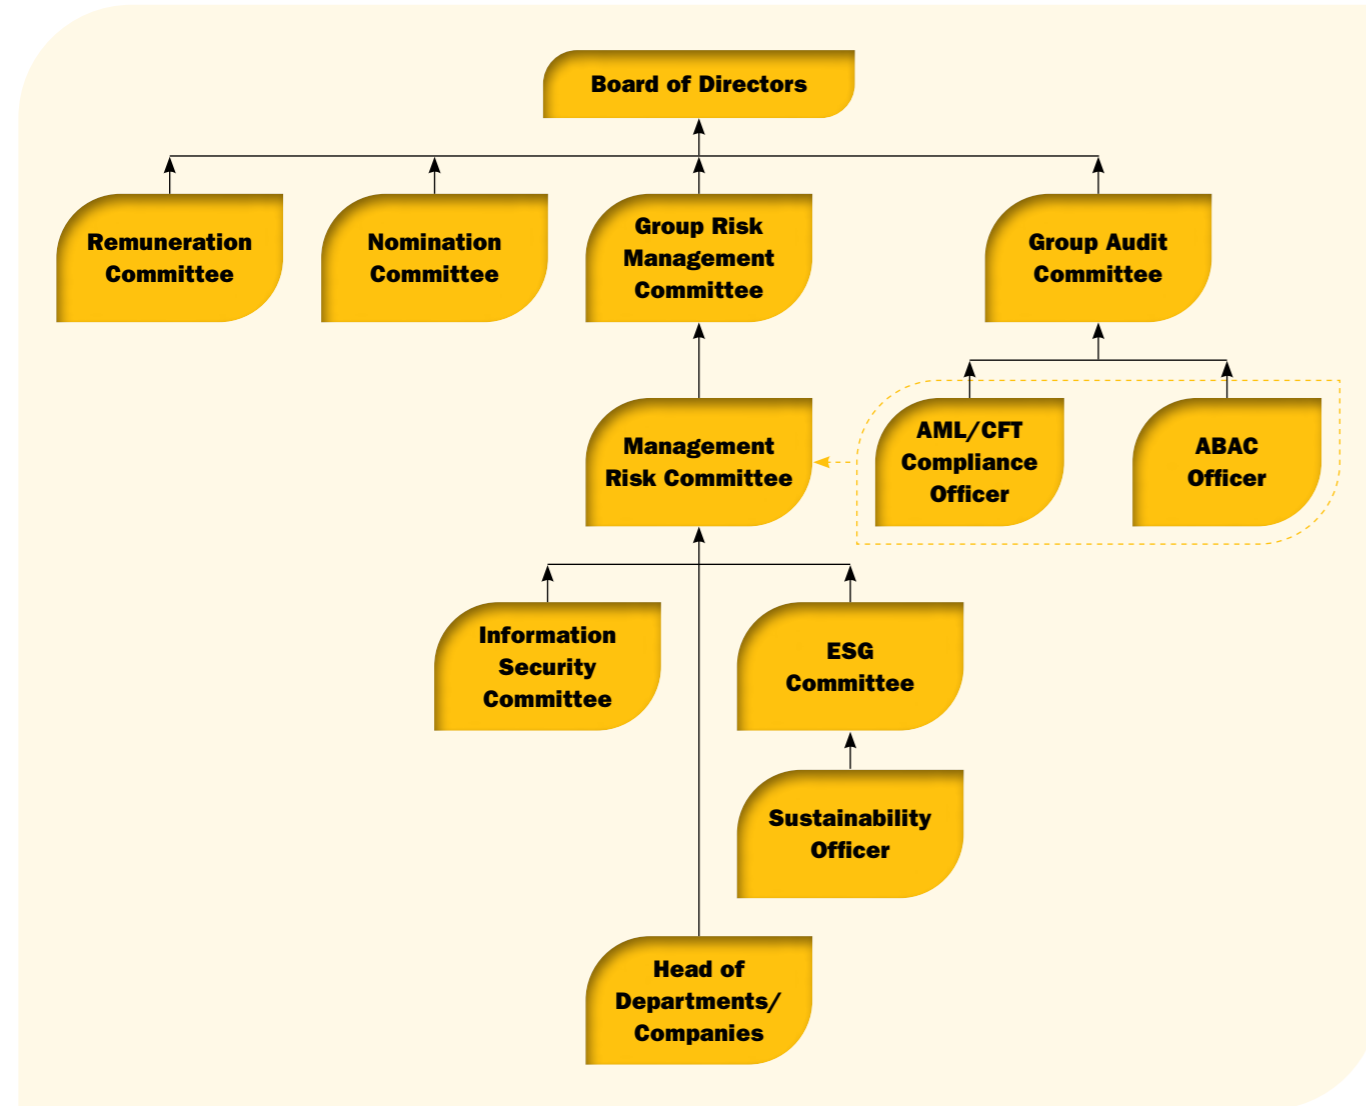 Board of Directors
Remuneration
Committee
Nomination
Committee
Group Risk
Management
Committee
Group Audit
Committee
Management
Risk Committee
AML/CFT
Compliance
Officer
ABAC
Officer
Information
Security
Committee
ESG
Committee
Sustainability
Officer
Head of
Departments/
Companies